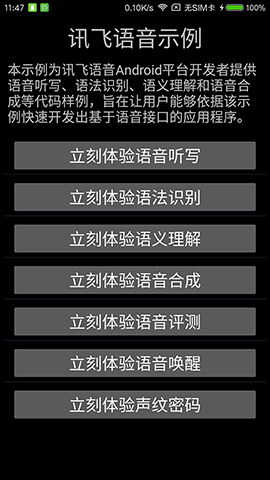 11:47
0.10K/s
无SIM卡
100%
讯飞语音示例
本示例为讯飞语音Android平台开发者提供
语音听写、语法识别、语义理解和语音合
成等代码样例，旨在让用户能够依据该示
例快速开发出基于语音接口的应用程序。
立刻体验语音听写
立刻体验语法识别
立刻体验语义理解
立刻体验语音合成
立刻体验语音评测
立刻体验语音唤醒
立刻体验声纹密码